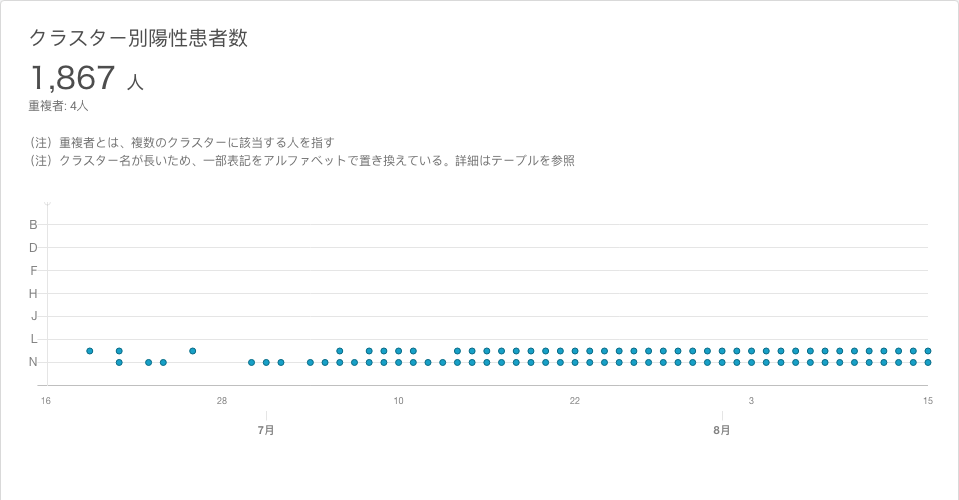 クラスター別陽性患者数
1,867 人
重複者: 4人
（注）重複者とは、複数のクラスターに該当する人を指す
（注）クラスター名が長いため、一部表記をアルファベットで置き換えている。詳細はテーブルを参照
B
D
F
H
J
L
N
16 28 10 22 3 15
7月 8月